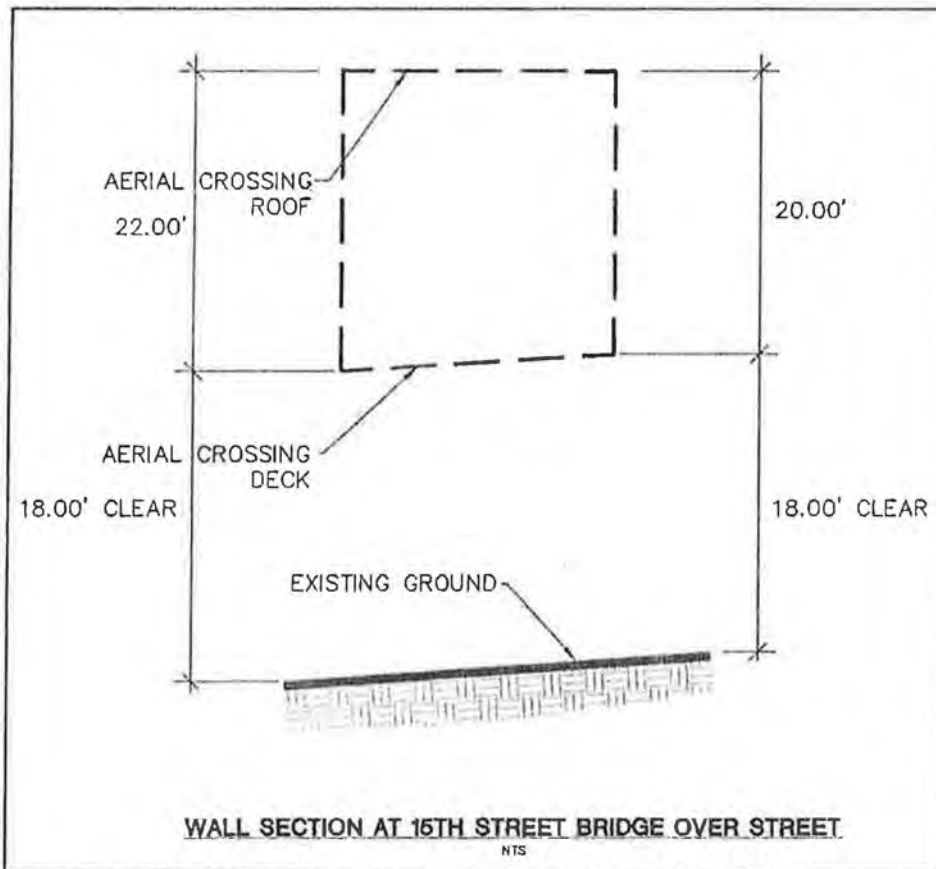 AERIAL CROSSING
ROOF
22.00'
20.00'
AERIAL CROSSING
DECK
18.00' CLEAR
18.00' CLEAR
EXISTING GROUND
WALL SECTION AT 15TH STREET BRIDGE OVER STREET
NTS